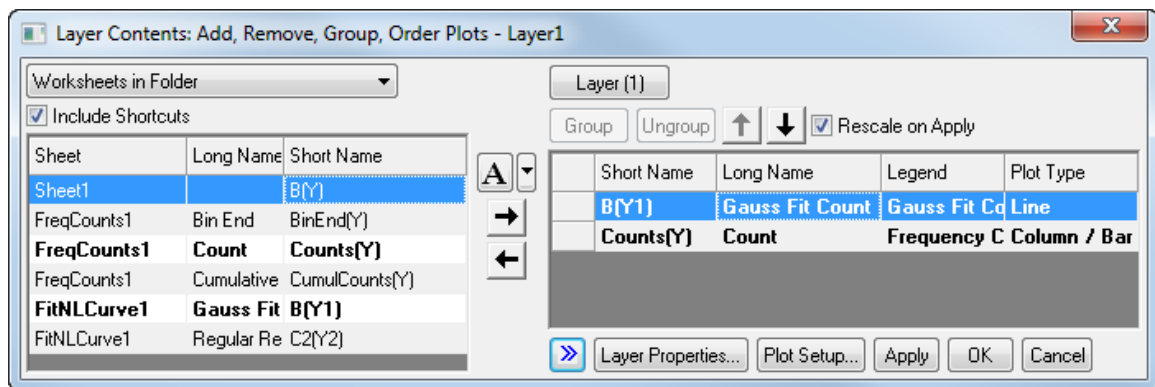 Layer Contents: Add, Remove, Group, Order Plots - Layer1
Worksheets in Folder
Include Shortcuts
Sheet Long Name Short Name
Sheet1 B(Y)
FreqCounts1 Bin End BinEnd(Y)
FreqCounts1 Count Counts(Y)
FreqCounts1 Cumulative CumulCounts(Y)
FitNLCurve1 Gauss Fit B(Y1)
FitNLCurve1 Regular Re C2(Y2)
A
Layer (1)
Group Ungroup Rescale on Apply
Short Name Long Name Legend Plot Type
B(Y1) Gauss Fit Count Gauss Fit Co Line
Counts(Y) Count Frequency C Column / Bar
Layer Properties... Plot Setup... Apply OK Cancel